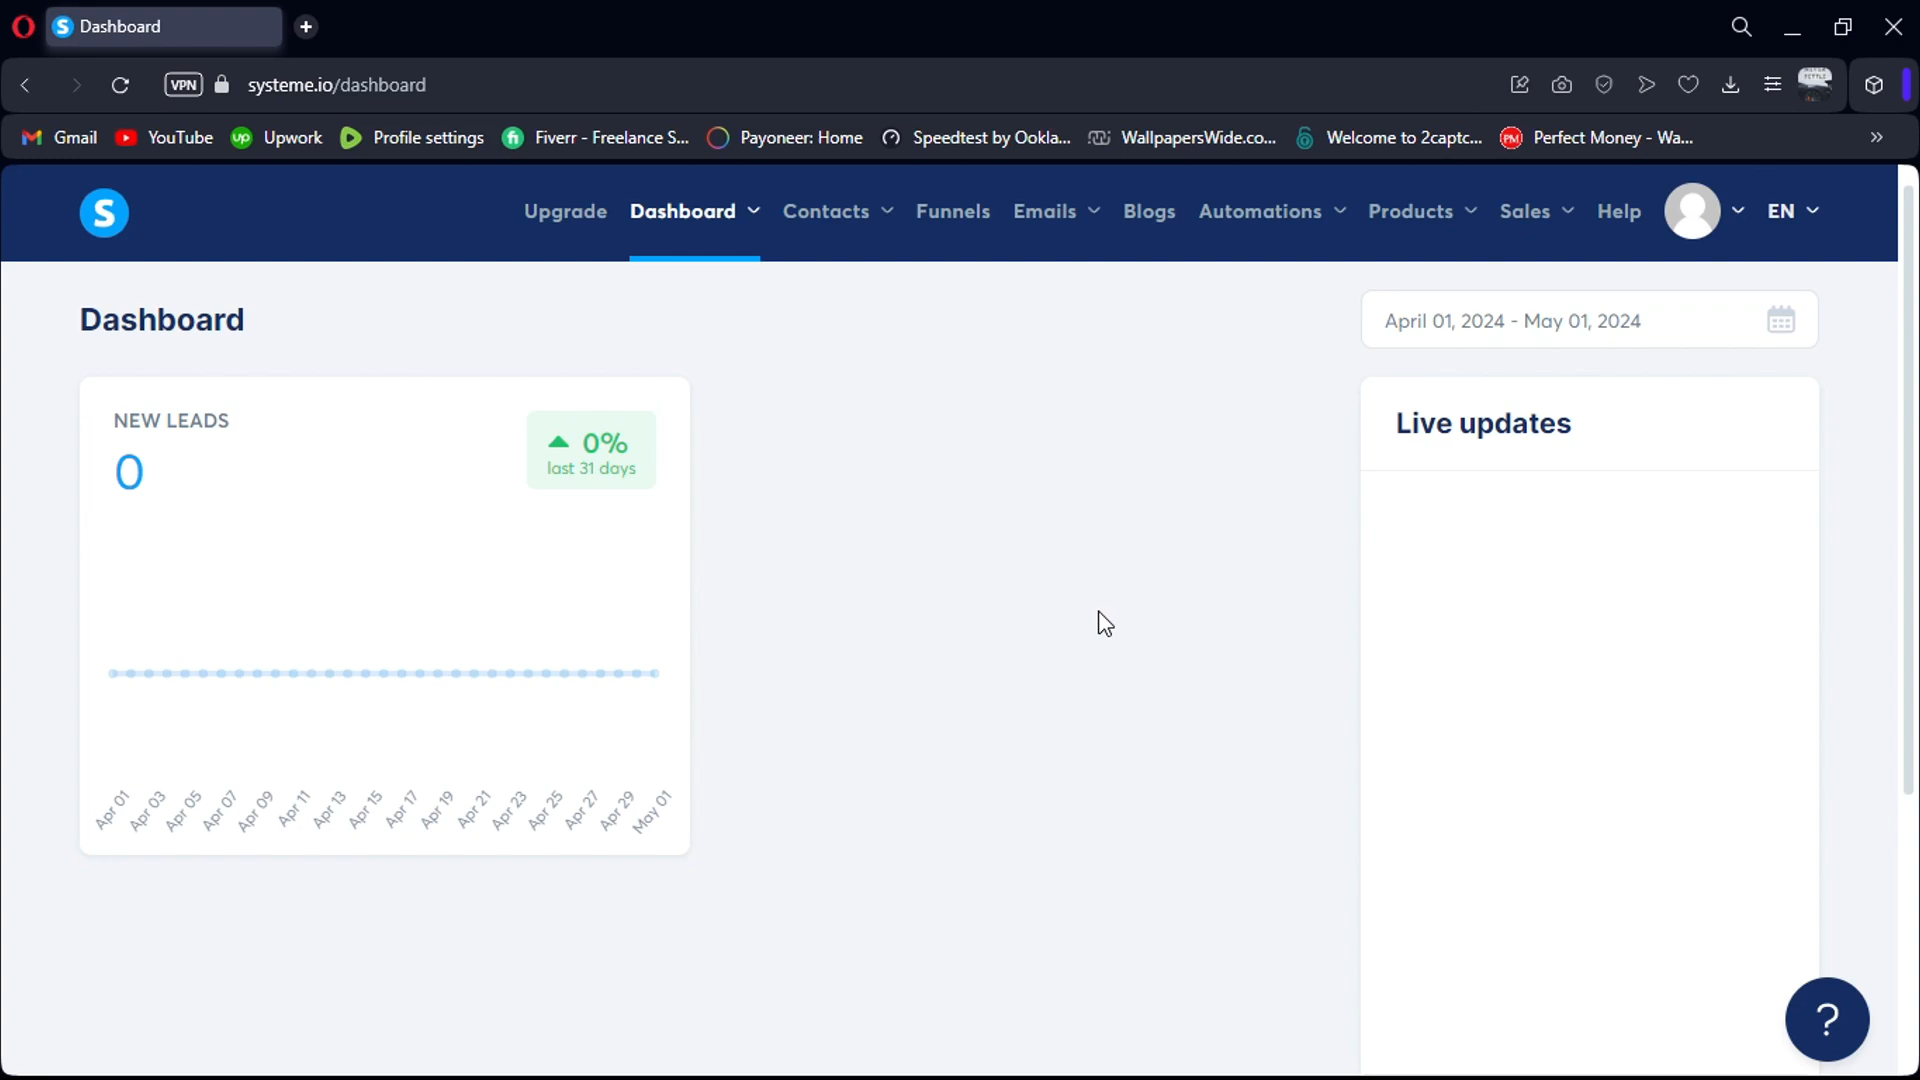 Dashboard
VPN systeme.io/dashboard
Gmail YouTube Upwork Profile settings Fiverr - Freelance S... Payoneer: Home Speedtest by Ookla... WallpapersWide.co... Welcome to 2captc... Perfect Money - Wa... »
S Upgrade Dashboard Contacts Funnels Emails Blogs Automations Products Sales Help EN
Dashboard
April 01, 2024 - May 01, 2024
NEW LEADS
0
0%
last 31 days
Apr 01 Apr 03 Apr 05 Apr 07 Apr 09 Apr 11 Apr 13 Apr 15 Apr 17 Apr 19 Apr 21 Apr 23 Apr 25 Apr 27 Apr 29 May 01
Live updates
?